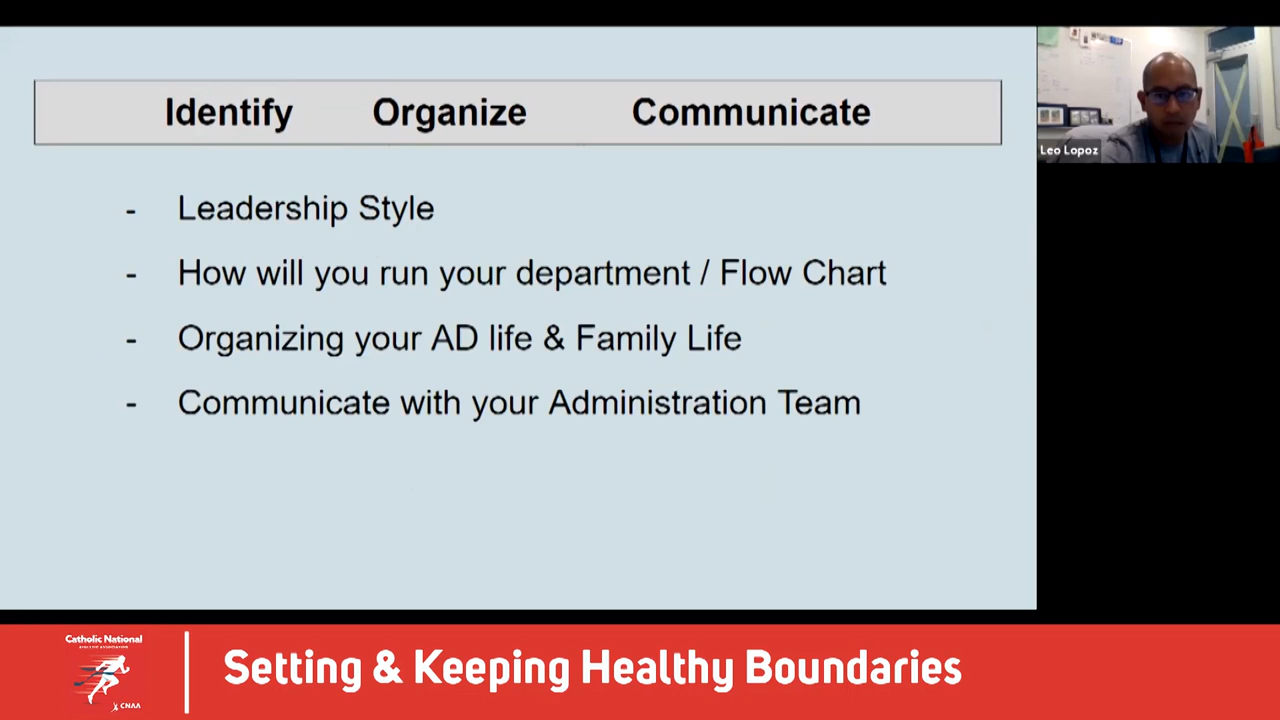 Identify Organize Communicate
Leo Lopoz
- Leadership Style
- How will you run your department / Flow Chart
- Organizing your AD life & Family Life
- Communicate with your Administration Team
Catholic National
CNAA
Setting & Keeping Healthy Boundaries